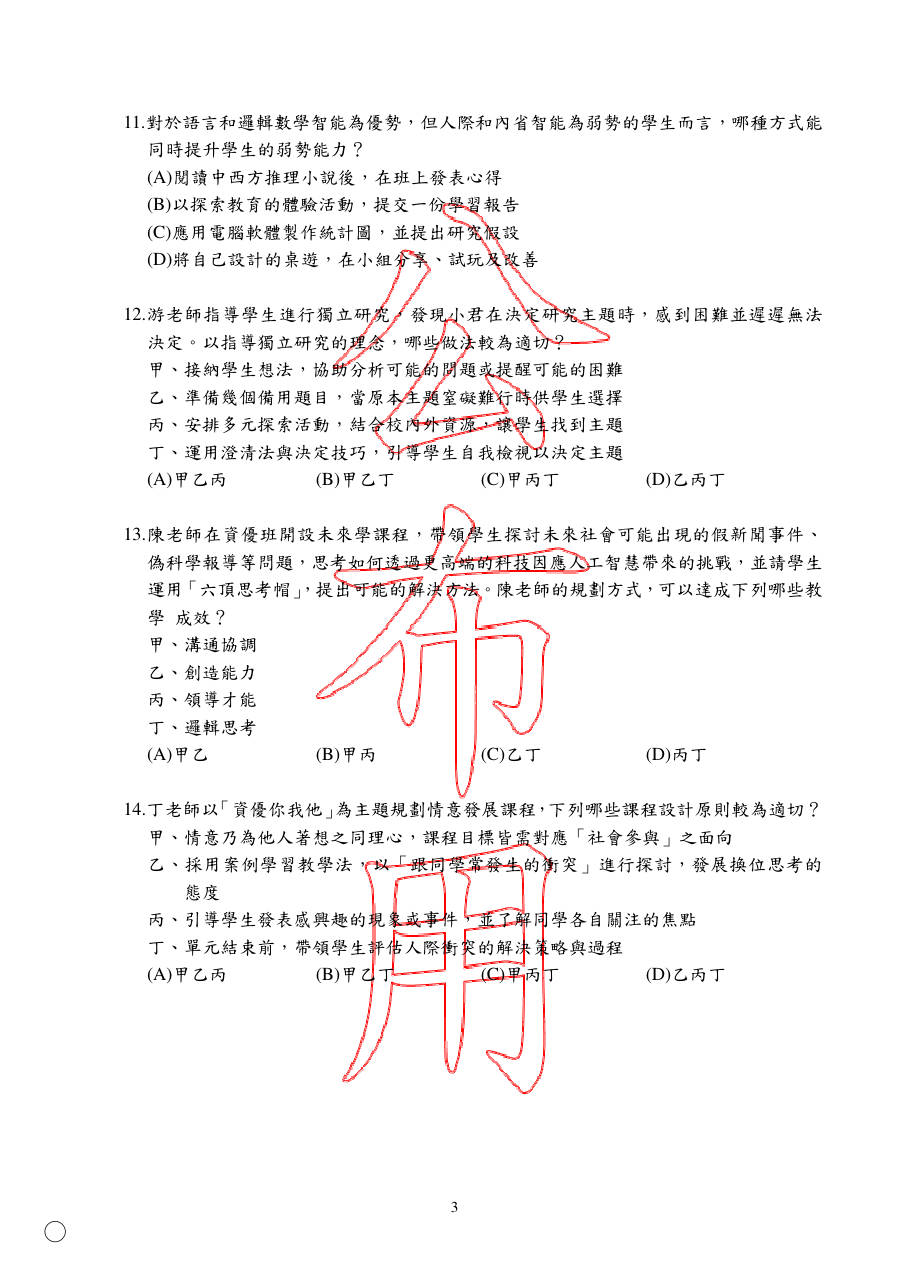 11.對於語言和邏輯數學智能為優勢，但人際和內省智能為弱勢的學生而言，哪種方式能
同時提升學生的弱勢能力？
(A)閱讀中西方推理小說後，在班上發表心得
(B)以探索教育的體驗活動，提交一份學習報告
(C)應用電腦軟體製作統計圖，並提出研究假設
(D)將自己設計的桌遊，在小組分享、試玩及改善
12.游老師指導學生進行獨立研究，發現小君在決定研究主題時，感到困難並遲遲無法
決定。以指導獨立研究的理念，哪些做法較為適切？
甲、接納學生想法，協助分析可能的問題或提醒可能的困難
乙、準備幾個備用題目，當原本主題窒礙難行時供學生選擇
丙、安排多元探索活動，結合校內外資源，讓學生找到主題
丁、運用澄清法與決定技巧，引導學生自我檢視以決定主題
(A)甲乙丙 (B)甲乙丁 (C)甲丙丁 (D)乙丙丁
13.陳老師在資優班開設未來學課程，帶領學生探討未來社會可能出現的假新聞事件、
偽科學報導等問題，思考如何透過更高端的科技因應人工智慧帶來的挑戰，並請學生
運用「六頂思考帽」，提出可能的解決方法。陳老師的規劃方式，可以達成下列哪些教
學 成效？
甲、溝通協調
乙、創造能力
丙、領導才能
丁、邏輯思考
(A)甲乙 (B)甲丙 (C)乙丁 (D)丙丁
14.丁老師以「資優你我他」為主題規劃情意發展課程，下列哪些課程設計原則較為適切？
甲、情意乃為他人著想之同理心，課程目標皆需對應「社會參與」之面向
乙、採用案例學習教學法，以「跟同學常發生的衝突」進行探討，發展換位思考的
態度
丙、引導學生發表感興趣的現象或事件，並了解同學各自關注的焦點
丁、單元結束前，帶領學生評估人際衝突的解決策略與過程
(A)甲乙丙 (B)甲乙丁 (C)甲丙丁 (D)乙丙丁
公布用
3